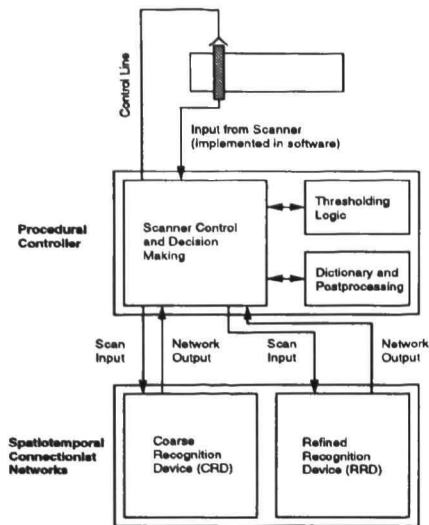 Control Line
Input from Scanner
(implemented in software)
Procedural
Controller
Scanner Control
and Decision
Making
Thresholding
Logic
Dictionary and
Postprocessing
Scan
Input
Network
Output
Scan
Input
Network
Output
Spatiotemporal
Connectionist
Networks
Coarse
Recognition
Device (CRD)
Refined
Recognition
Device (RRD)